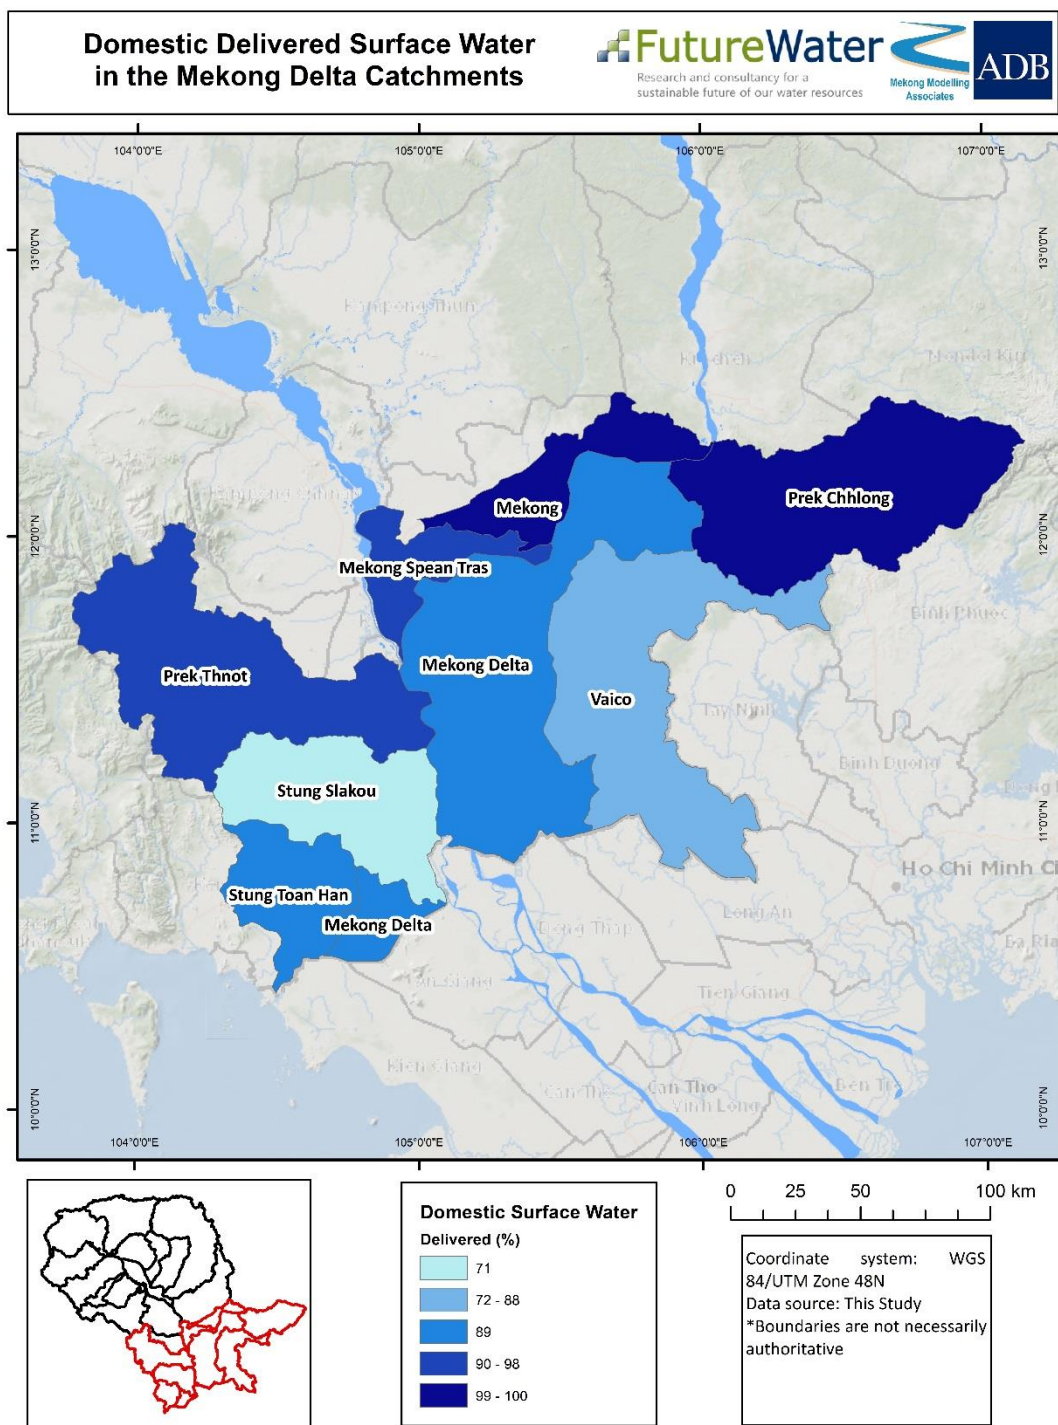 Domestic Delivered Surface Water
in the Mekong Delta Catchments
FutureWater
Research and consultancy for a
sustainable future of our water resources
Mekong Modelling
Associates
ADB
104°0'0"E
105°0'0"E
106°0'0"E
107°0'0"E
13°0'0"N
13°0'0"N
Kampong Thum
Mekong
Prek Chhlong
12°0'0"N
12°0'0"N
Mekong Spean Tras
Binh Phuoc
Mekong Delta
Prek Thnot
Vaico
Tay Ninh
Binh Duong
Stung Slakou
11°0'0"N
11°0'0"N
Ho Chi Minh Ci
Stung Toan Han
Mekong Delta
Long An
Dong Thap
Ba Ria
An Giang
Tien Giang
Kien Giang
Can Tho
Can Tho
Vinh Long
Ben Tre
10°0'0"N
10°0'0"N
104°0'0"E
105°0'0"E
106°0'0"E
107°0'0"E
Domestic Surface Water
Delivered (%)
71
72 - 88
89
90 - 98
99 - 100
0 25 50 100 km
Coordinate system: WGS
84/UTM Zone 48N
Data source: This Study
*Boundaries are not necessarily
authoritative